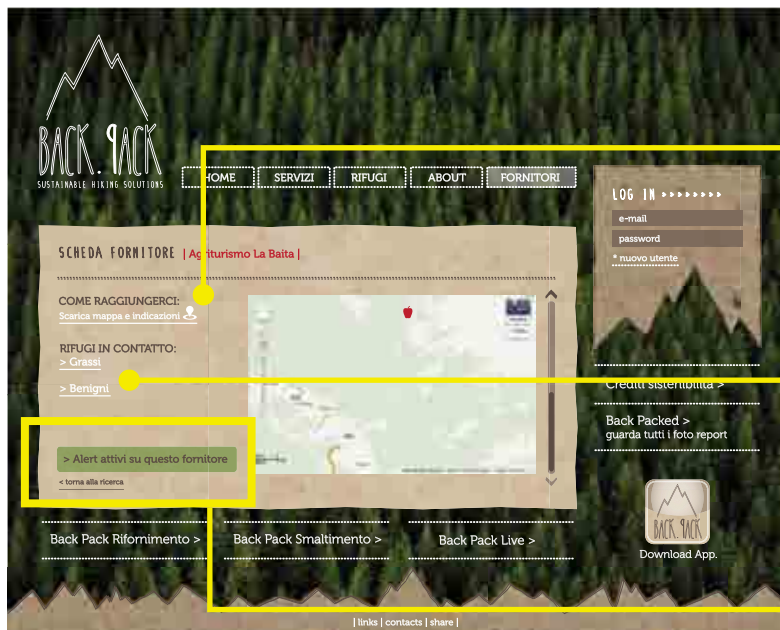 BACK.PACK
SUSTAINABLE HIKING SOLUTIONS
HOME
SERVIZI
RIFUGI
ABOUT
FORNITORI
LOG IN
e-mail
password
* nuovo utente
SCHEDA FORNITORE | Agriturismo La Baita |
COME RAGGIUNGERCI:
Scarica mappa e indicazioni
RIFUGI IN CONTATTO:
> Grassi
> Benigni
> Alert attivi su questo fornitore
< torna alla ricerca
Crediti sistenibilità >
Back Packed >
guarda tutti i foto report
BACK.PACK
Download App.
Back Pack Rifornimento >
Back Pack Smaltimento >
Back Pack Live >
| links | contacts | share |